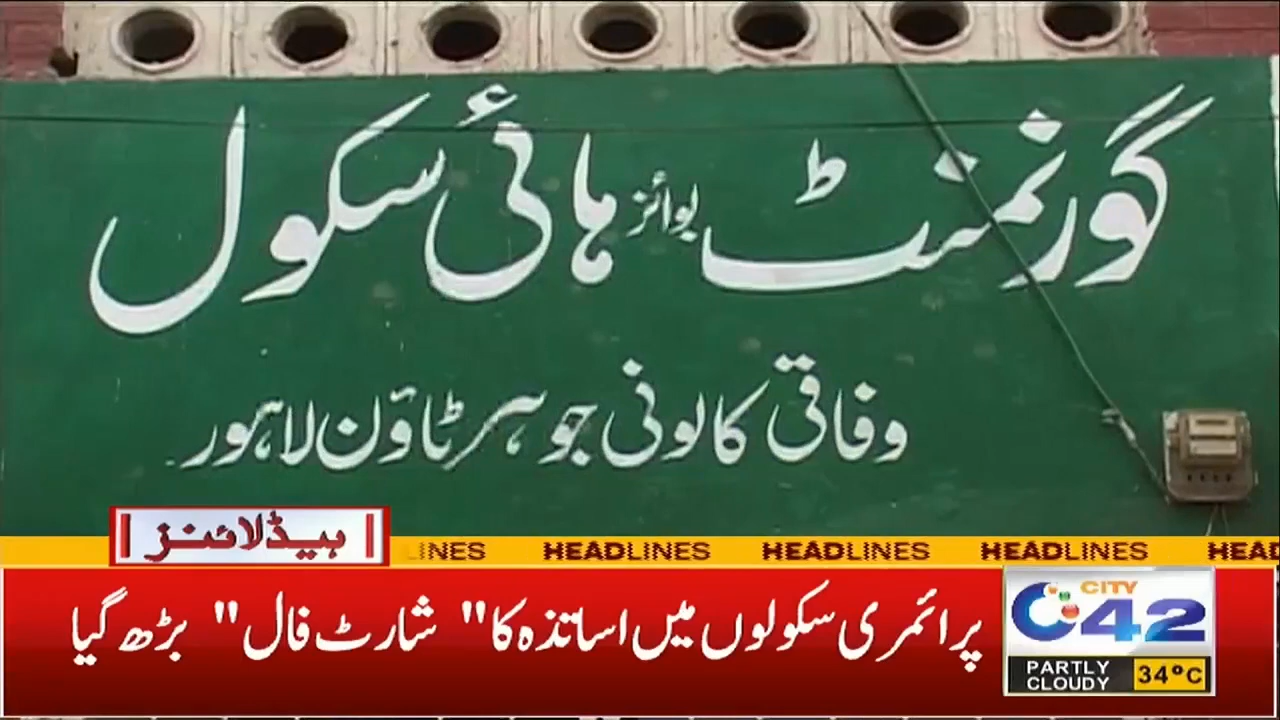 گورنمنٹ بوائز ہائی سکول
وفاقی کالونی جوہر ٹاؤن لاہور
ہیڈلائنز
LINES HEADLINES HEADLINES HEADLINES HEAD
پرائمری سکولوں میں اساتذہ کا "شارٹ فال" بڑھ گیا
CITY
42
PARTLY CLOUDY 34°C